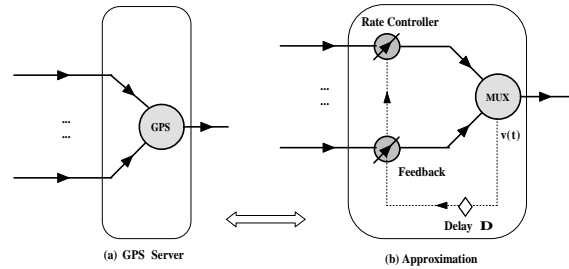 Rate Controller
...
...
GPS
...
...
MUX
v(t)
Feedback
Delay D
(a) GPS Server
(b) Approximation